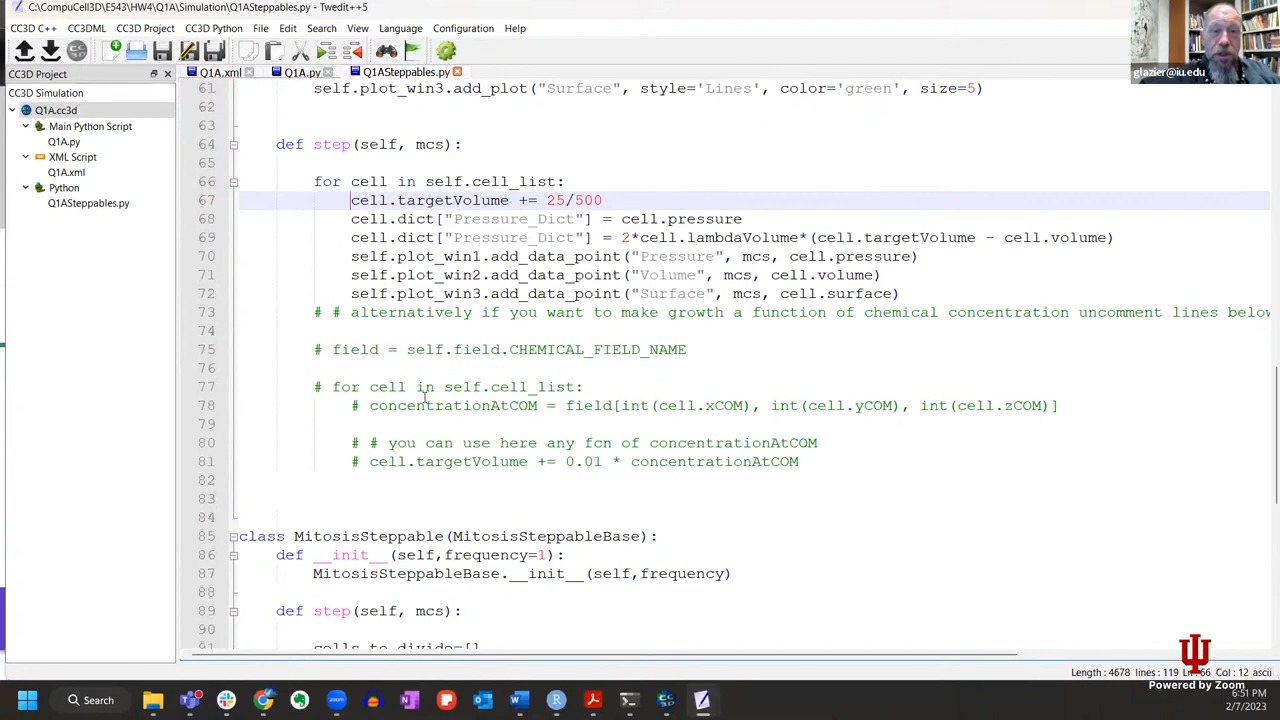 C:\CompuCell3D\E543\HW4\Q1A\Simulation\Q1ASteppables.py - Twedit++5
CC3D C++ CC3DML CC3D Project CC3D Python File Edit Search View Language Configuration Help
glazier@iu.edu
CC3D Project
Q1A.xml Q1A.py Q1ASteppables.py
CC3D Simulation
Q1A.cc3d
Main Python Script
Q1A.py
XML Script
Q1A.xml
Python
Q1ASteppables.py
61 self.plot_win3.add_plot("Surface", style='Lines', color='green', size=5)
62
63
64 def step(self, mcs):
65
66 for cell in self.cell_list:
67 cell.targetVolume += 25/500
68 cell.dict["Pressure_Dict"] = cell.pressure
69 cell.dict["Pressure_Dict"] = 2*cell.lambdaVolume*(cell.targetVolume - cell.volume)
70 self.plot_win1.add_data_point("Pressure", mcs, cell.pressure)
71 self.plot_win2.add_data_point("Volume", mcs, cell.volume)
72 self.plot_win3.add_data_point("Surface", mcs, cell.surface)
73 # # alternatively if you want to make growth a function of chemical concentration uncomment lines below
74
75 # field = self.field.CHEMICAL_FIELD_NAME
76
77 # for cell in self.cell_list:
78 # concentrationAtCOM = field[int(cell.xCOM), int(cell.yCOM), int(cell.zCOM)]
79
80 # # you can use here any fcn of concentrationAtCOM
81 # cell.targetVolume += 0.01 * concentrationAtCOM
82
83
84
85 class MitosisSteppable(MitosisSteppableBase):
86 def __init__(self,frequency=1):
87 MitosisSteppableBase.__init__(self,frequency)
88
89 def step(self, mcs):
90
91 cells_to_divide=[]
Length : 4678 lines : 119 Ln : 66 Col : 12 ascii
Powered by Zoom
Search
6:51 PM
2/7/2023